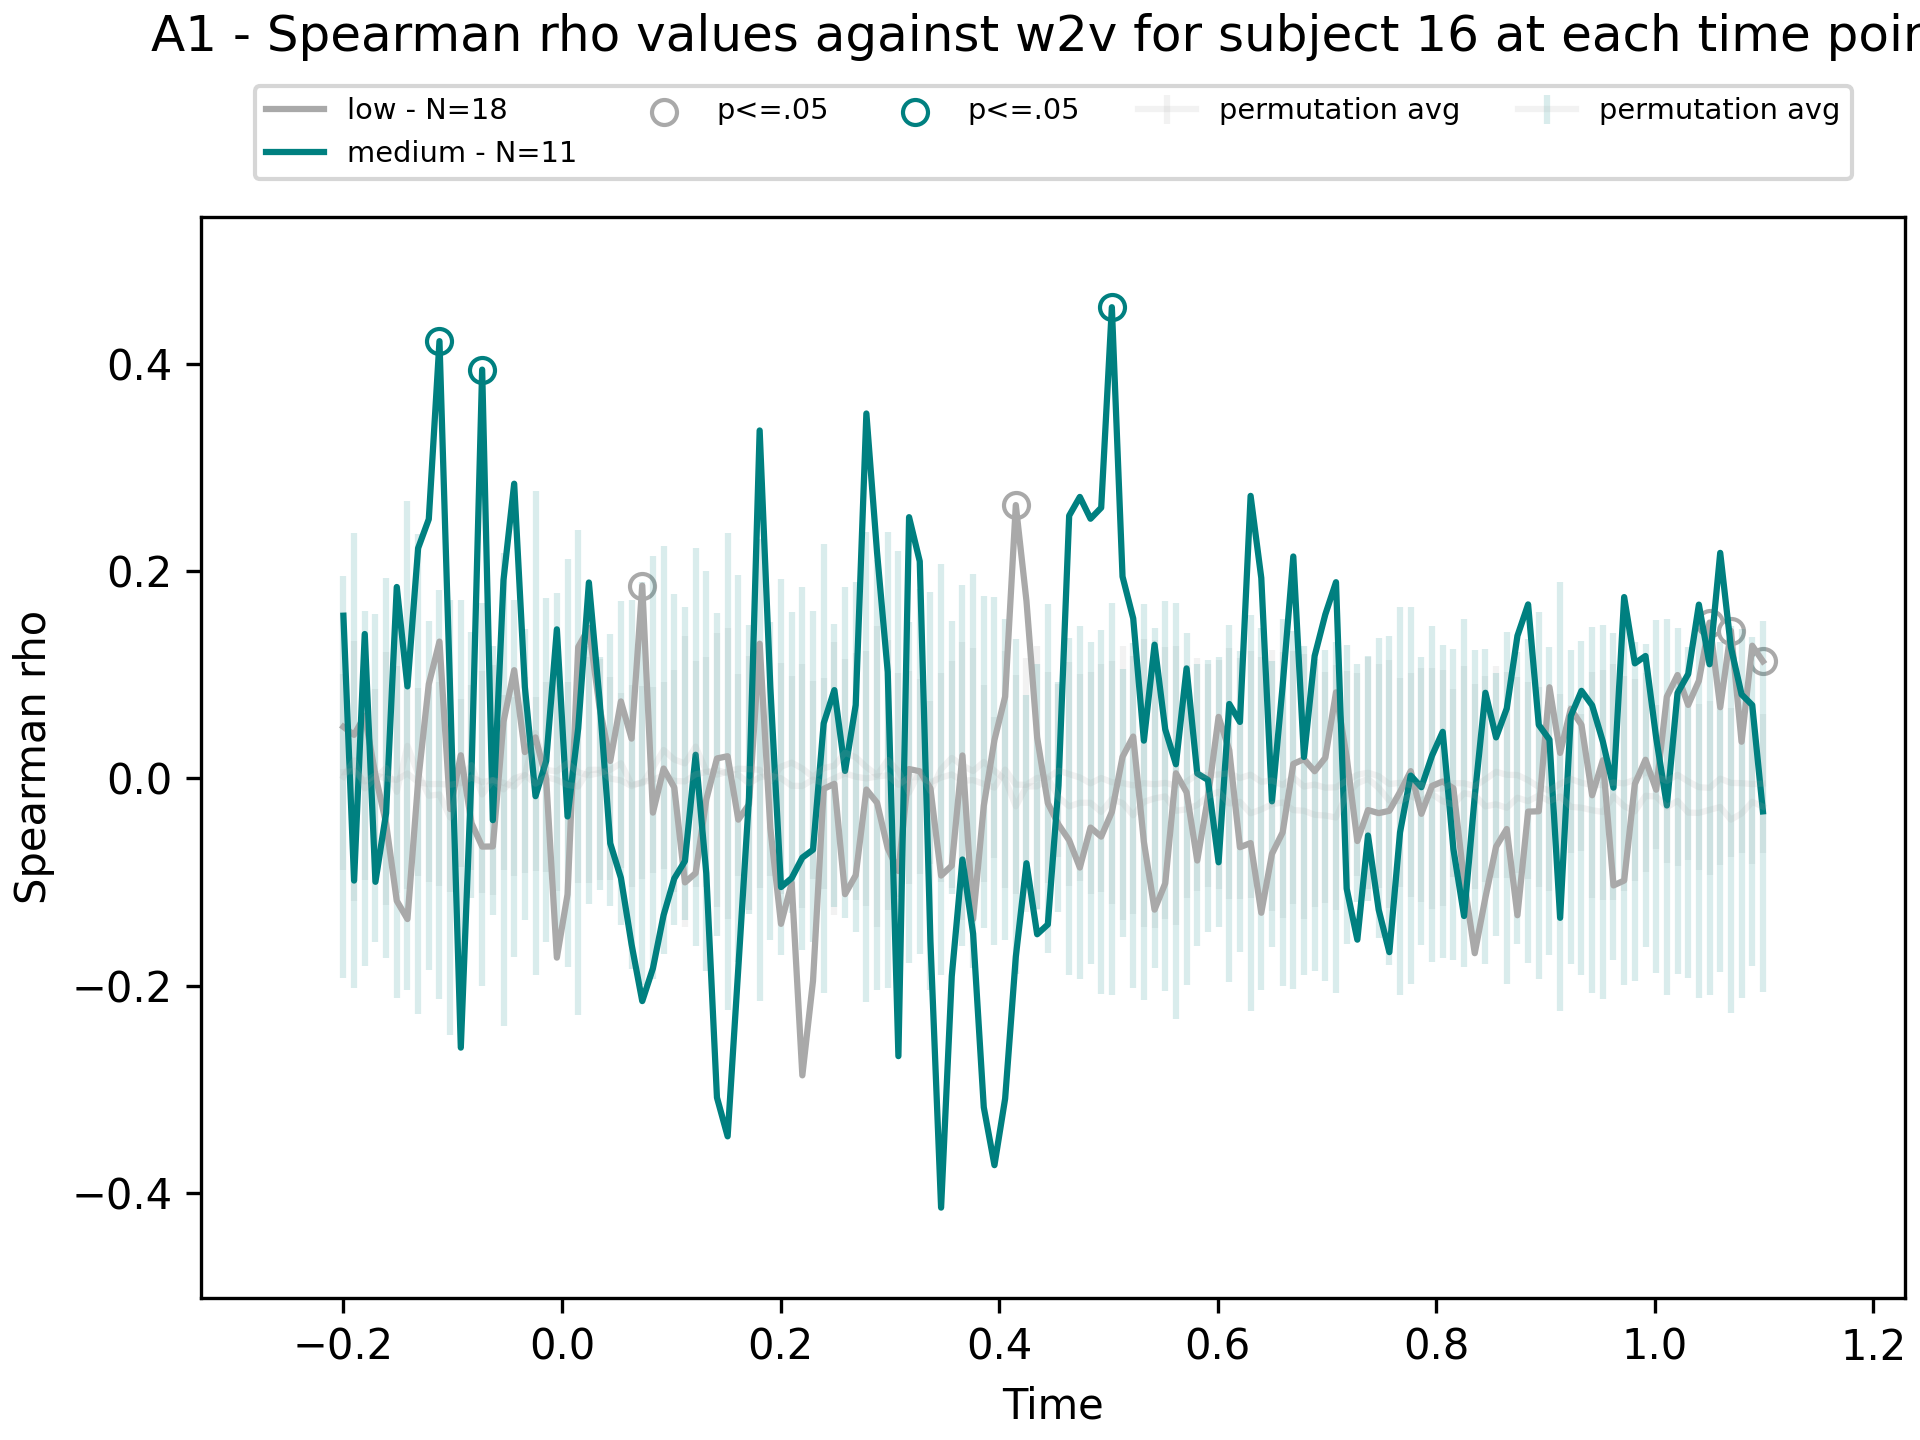 A1 - Spearman rho values against w2v for subject 16 at each time poin
low - N=18
medium - N=11
p<=.05
p<=.05
permutation avg
permutation avg
Spearman rho
0.4
0.2
0.0
−0.2
−0.4
−0.2 0.0 0.2 0.4 0.6 0.8 1.0 1.2
Time